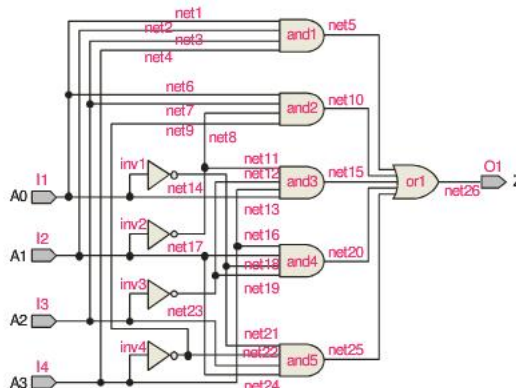 net1
net2
net3
net4
and1
net5
net6
net7
net9
and2
net10
net8
I1
A0
inv1
net11
net12
net14
and3
net15
net13
or1
O1
net26
I2
A1
inv2
net17
net16
net18
net19
and4
net20
I3
A2
inv3
net23
I4
A3
inv4
net21
net22
and5
net25
net24